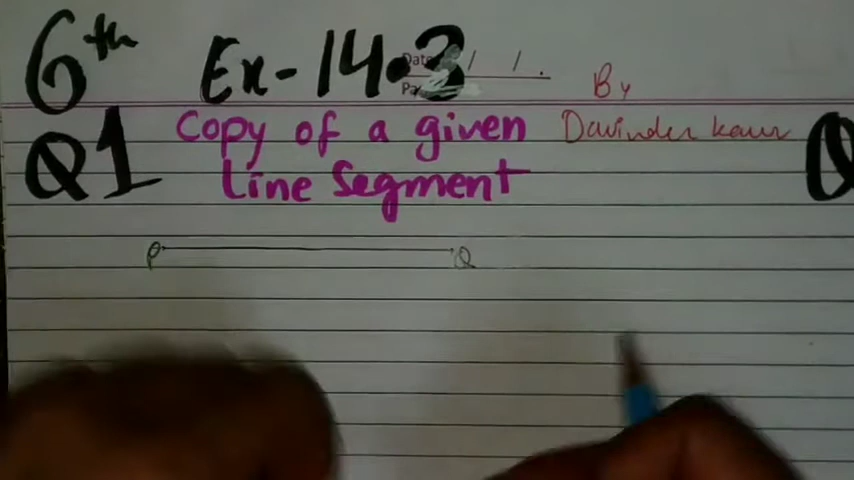 6th Ex-14.3
By
Q1 Copy of a given Davinder kaur
Line Segment
P Q